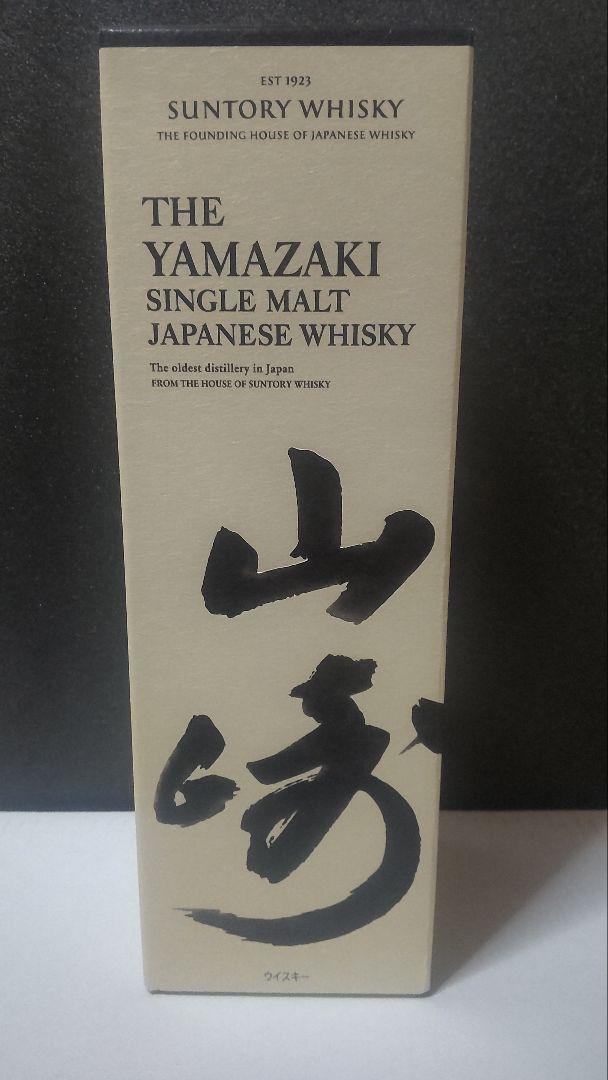 EST 1923
SUNTORY WHISKY
THE FOUNDING HOUSE OF JAPANESE WHISKY
THE
YAMAZAKI
SINGLE MALT
JAPANESE WHISKY
The oldest distillery in Japan
FROM THE HOUSE OF SUNTORY WHISKY
山崎
ウイスキー